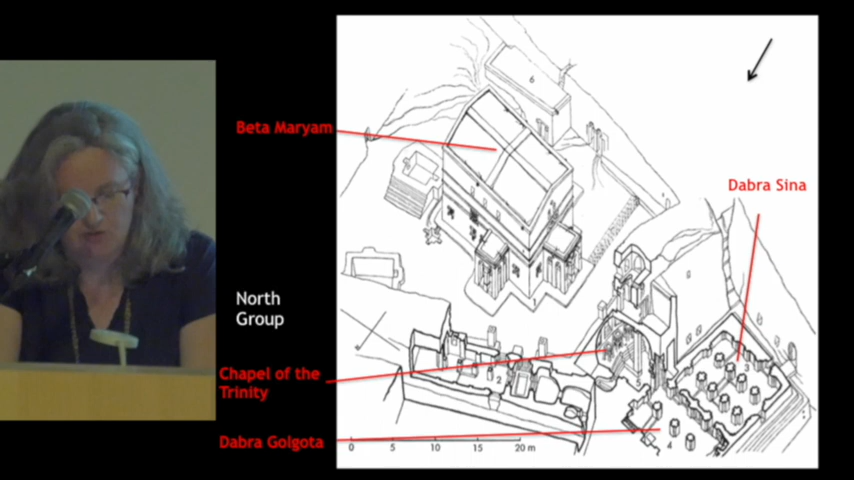 Beta Maryam
Dabra Sina
North
Group
Chapel of the
Trinity
Dabra Golgota
6
1
2
3
4
0 5 10 15 20 m